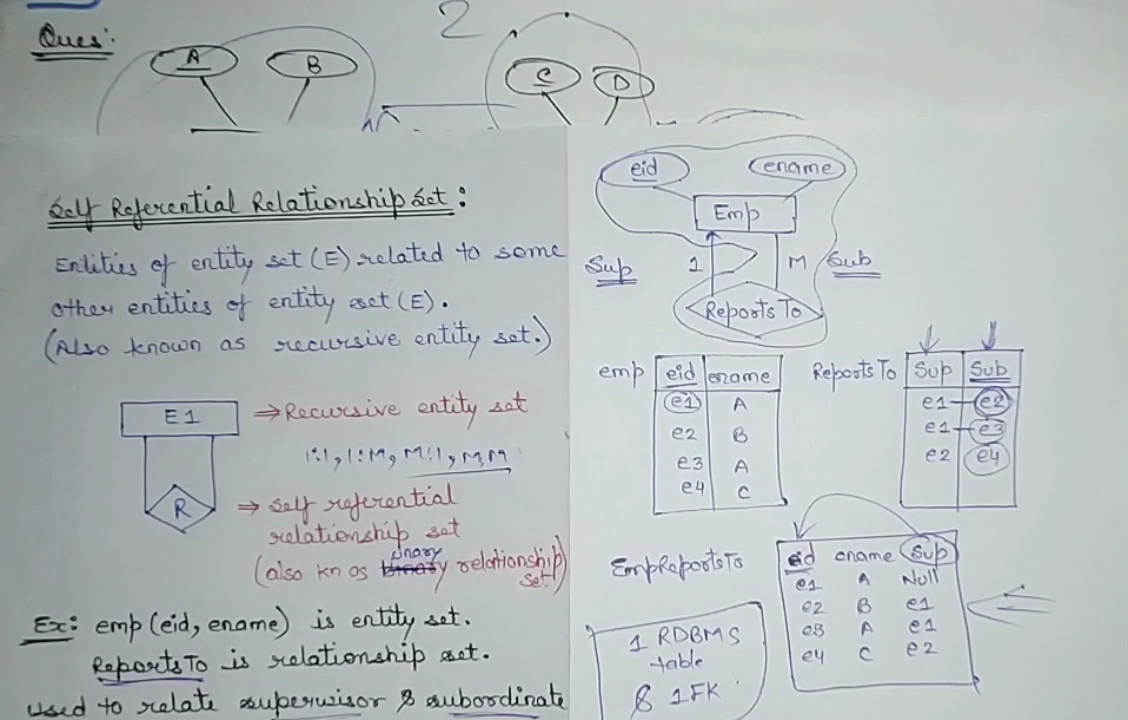 Ques:
2
A
B
C
D
Self Referential Relationship Set:
Entities of entity set (E) related to some
other entities of entity set (E).
(Also known as recursive entity set.)
E1
⇒ Recursive entity set
1:1, 1:M, M:1, M:M
R
⇒ Self referential
relationship set
unary
(also kn as binary relationship
set)
Ex: emp (eid, ename) is entity set.
Reports To is relationship set.
used to relate supervisor & subordinate
eid
ename
Emp
Sup
1
M
Sub
Reports To
emp
eid ename
e1 A
e2 B
e3 A
e4 C
Reports To
Sup Sub
e1 e2
e1 e3
e2 e4
EmpReportsTo
eid ename Sup
e1 A Null
e2 B e1
e3 A e1
e4 C e2
1 RDBMS
table
& 1FK